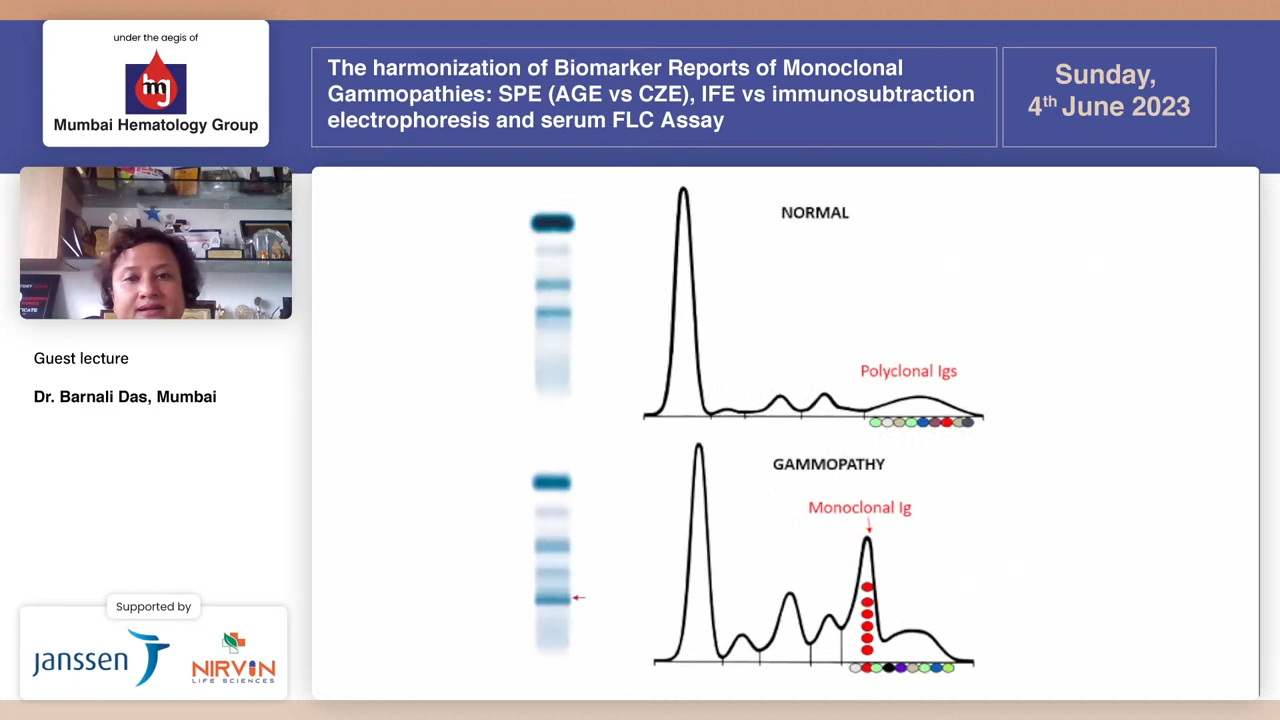 under the aegis of
mg
Mumbai Hematology Group
The harmonization of Biomarker Reports of Monoclonal
Gammopathies: SPE (AGE vs CZE), IFE vs immunosubtraction
electrophoresis and serum FLC Assay
Sunday,
4th June 2023
Guest lecture
Dr. Barnali Das, Mumbai
Supported by
janssen
NIRVIN
LIFE SCIENCES
NORMAL
Polyclonal Igs
GAMMOPATHY
Monoclonal Ig